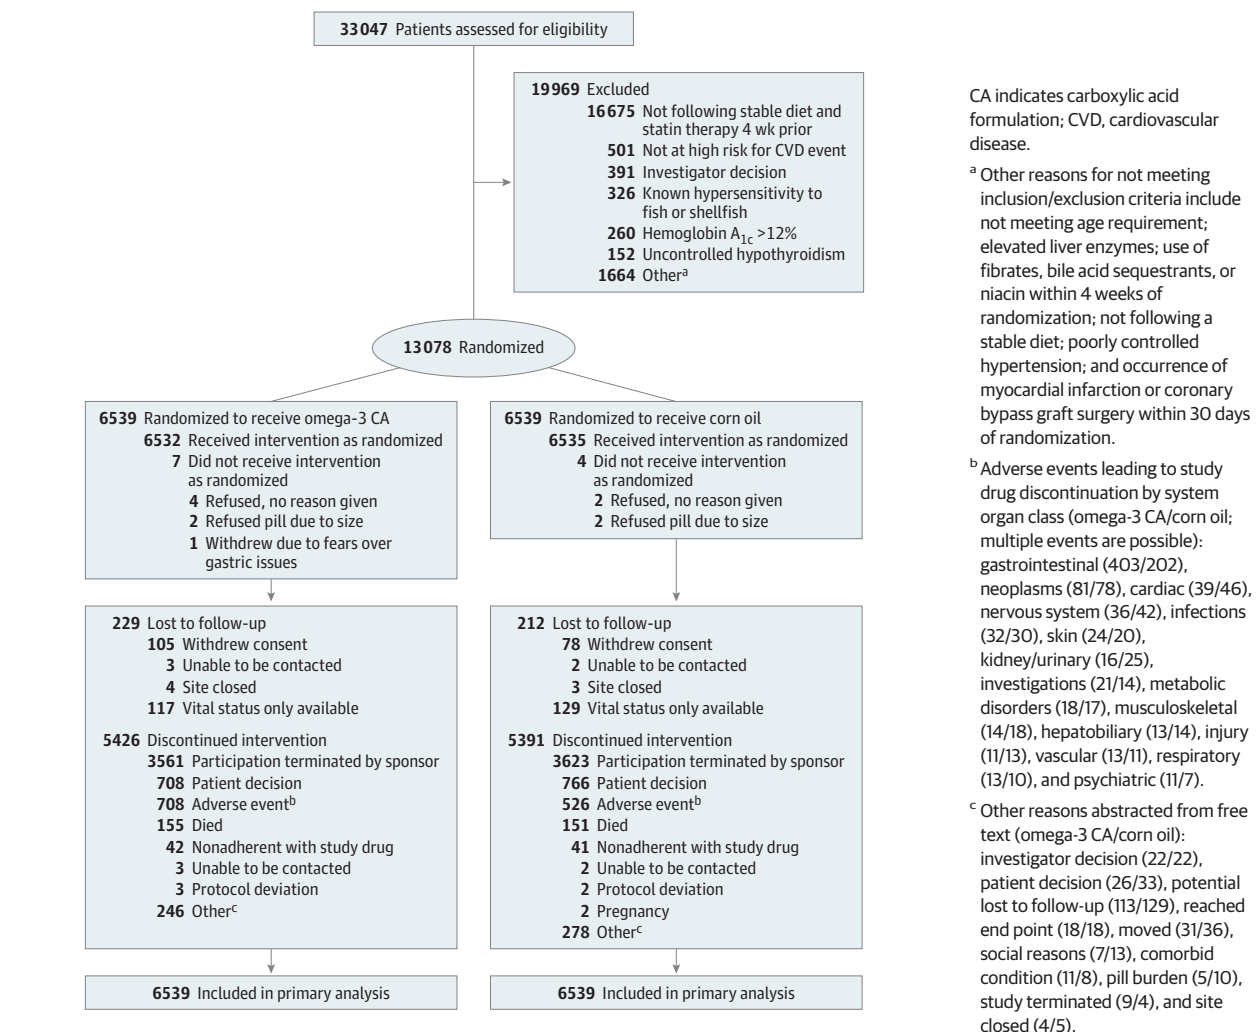 33047 Patients assessed for eligibility
19969 Excluded
16675 Not following stable diet and
statin therapy 4 wk prior
501 Not at high risk for CVD event
391 Investigator decision
326 Known hypersensitivity to
fish or shellfish
260 Hemoglobin A1c >12%
152 Uncontrolled hypothyroidism
1664 Othera
13078 Randomized
6539 Randomized to receive omega-3 CA
6532 Received intervention as randomized
7 Did not receive intervention
as randomized
4 Refused, no reason given
2 Refused pill due to size
1 Withdrew due to fears over
gastric issues
6539 Randomized to receive corn oil
6535 Received intervention as randomized
4 Did not receive intervention
as randomized
2 Refused, no reason given
2 Refused pill due to size
229 Lost to follow-up
105 Withdrew consent
3 Unable to be contacted
4 Site closed
117 Vital status only available
5426 Discontinued intervention
3561 Participation terminated by sponsor
708 Patient decision
708 Adverse eventb
155 Died
42 Nonadherent with study drug
3 Unable to be contacted
3 Protocol deviation
246 Otherc
212 Lost to follow-up
78 Withdrew consent
2 Unable to be contacted
3 Site closed
129 Vital status only available
5391 Discontinued intervention
3623 Participation terminated by sponsor
766 Patient decision
526 Adverse eventb
151 Died
41 Nonadherent with study drug
2 Unable to be contacted
2 Protocol deviation
2 Pregnancy
278 Otherc
6539 Included in primary analysis
6539 Included in primary analysis
CA indicates carboxylic acid
formulation; CVD, cardiovascular
disease.
a Other reasons for not meeting
inclusion/exclusion criteria include
not meeting age requirement;
elevated liver enzymes; use of
fibrates, bile acid sequestrants, or
niacin within 4 weeks of
randomization; not following a
stable diet; poorly controlled
hypertension; and occurrence of
myocardial infarction or coronary
bypass graft surgery within 30 days
of randomization.
b Adverse events leading to study
drug discontinuation by system
organ class (omega-3 CA/corn oil;
multiple events are possible):
gastrointestinal (403/202),
neoplasms (81/78), cardiac (39/46),
nervous system (36/42), infections
(32/30), skin (24/20),
kidney/urinary (16/25),
investigations (21/14), metabolic
disorders (18/17), musculoskeletal
(14/18), hepatobiliary (13/14), injury
(11/13), vascular (13/11), respiratory
(13/10), and psychiatric (11/7).
c Other reasons abstracted from free
text (omega-3 CA/corn oil):
investigator decision (22/22),
patient decision (26/33), potential
lost to follow-up (113/129), reached
end point (18/18), moved (31/36),
social reasons (7/13), comorbid
condition (11/8), pill burden (5/10),
study terminated (9/4), and site
closed (4/5).